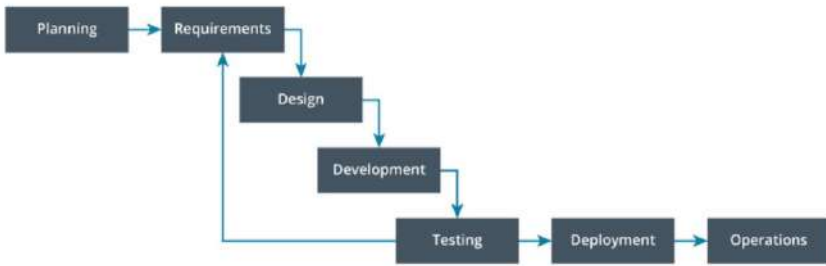 Planning
Requirements
Design
Development
Testing
Deployment
Operations